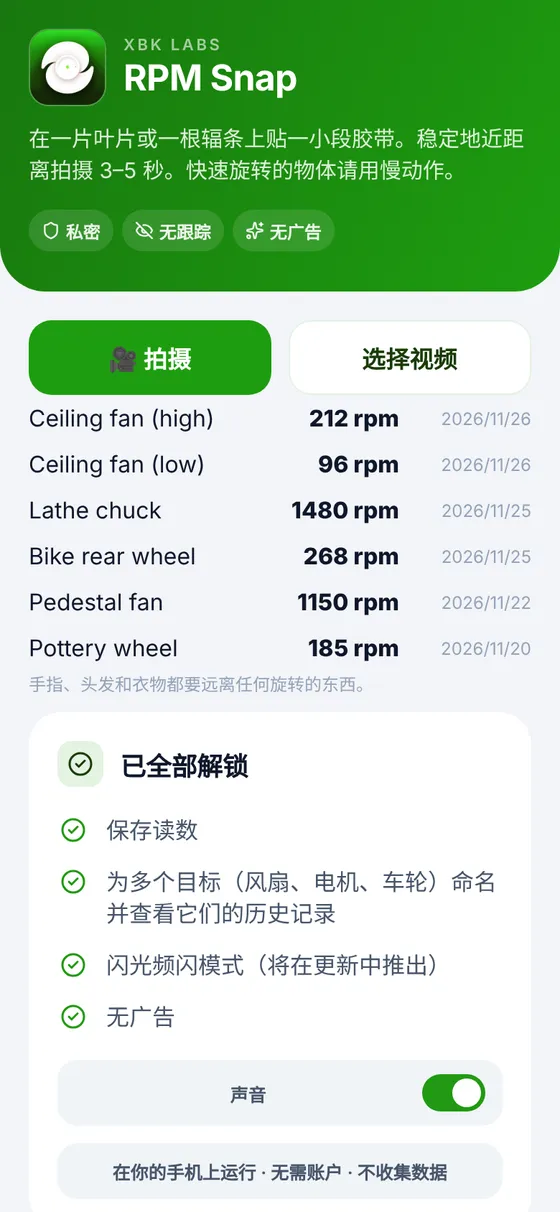 XBK LABS
RPM Snap
在一片叶片或一根辐条上贴一小段胶带。稳定地近距
离拍摄 3–5 秒。快速旋转的物体请用慢动作。
私密 无跟踪 无广告
🎥 拍摄 选择视频
Ceiling fan (high) 212 rpm 2026/11/26
Ceiling fan (low) 96 rpm 2026/11/26
Lathe chuck 1480 rpm 2026/11/25
Bike rear wheel 268 rpm 2026/11/25
Pedestal fan 1150 rpm 2026/11/22
Pottery wheel 185 rpm 2026/11/20
手指、头发和衣物都要远离任何旋转的东西。
已全部解锁
保存读数
为多个目标（风扇、电机、车轮）命名
并查看它们的历史记录
闪光频闪模式（将在更新中推出）
无广告
声音
在你的手机上运行 · 无需账户 · 不收集数据